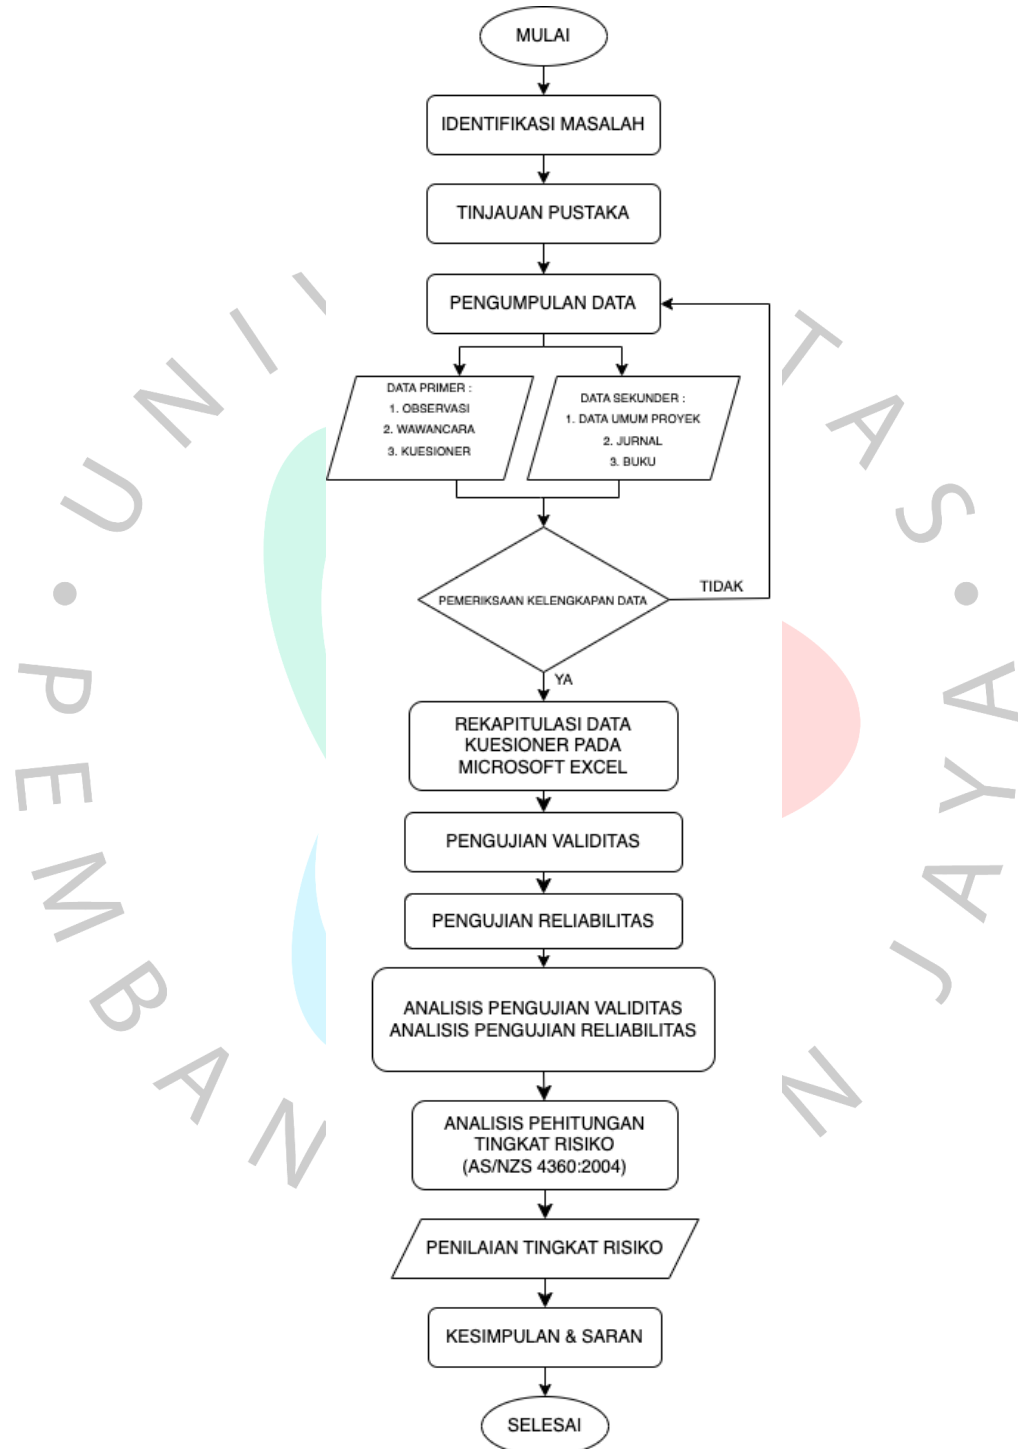 MULAI
IDENTIFIKASI MASALAH
TINJAUAN PUSTAKA
PENGUMPULAN DATA
DATA PRIMER :
1. OBSERVASI
2. WAWANCARA
3. KUESIONER
DATA SEKUNDER :
1. DATA UMUM PROYEK
2. JURNAL
3. BUKU
PEMERIKSAAN KELENGKAPAN DATA
TIDAK
YA
REKAPITULASI DATA
KUESIONER PADA
MICROSOFT EXCEL
PENGUJIAN VALIDITAS
PENGUJIAN RELIABILITAS
ANALISIS PENGUJIAN VALIDITAS
ANALISIS PENGUJIAN RELIABILITAS
ANALISIS PEHITUNGAN
TINGKAT RISIKO
(AS/NZS 4360:2004)
PENILAIAN TINGKAT RISIKO
KESIMPULAN & SARAN
SELESAI